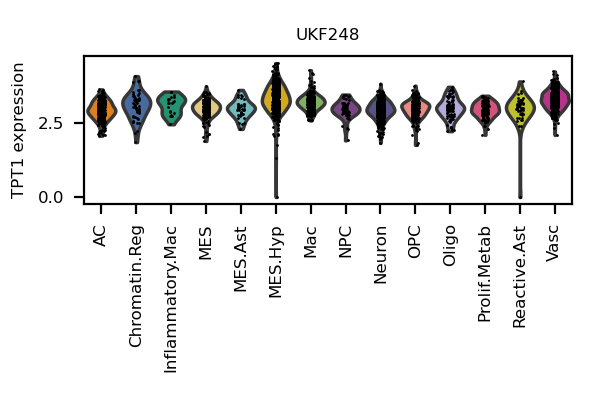 UKF248
TPT1 expression
2.5
0.0
AC
Chromatin.Reg
Inflammatory.Mac
MES
MES.Ast
MES.Hyp
Mac
NPC
Neuron
OPC
Oligo
Prolif.Metab
Reactive.Ast
Vasc